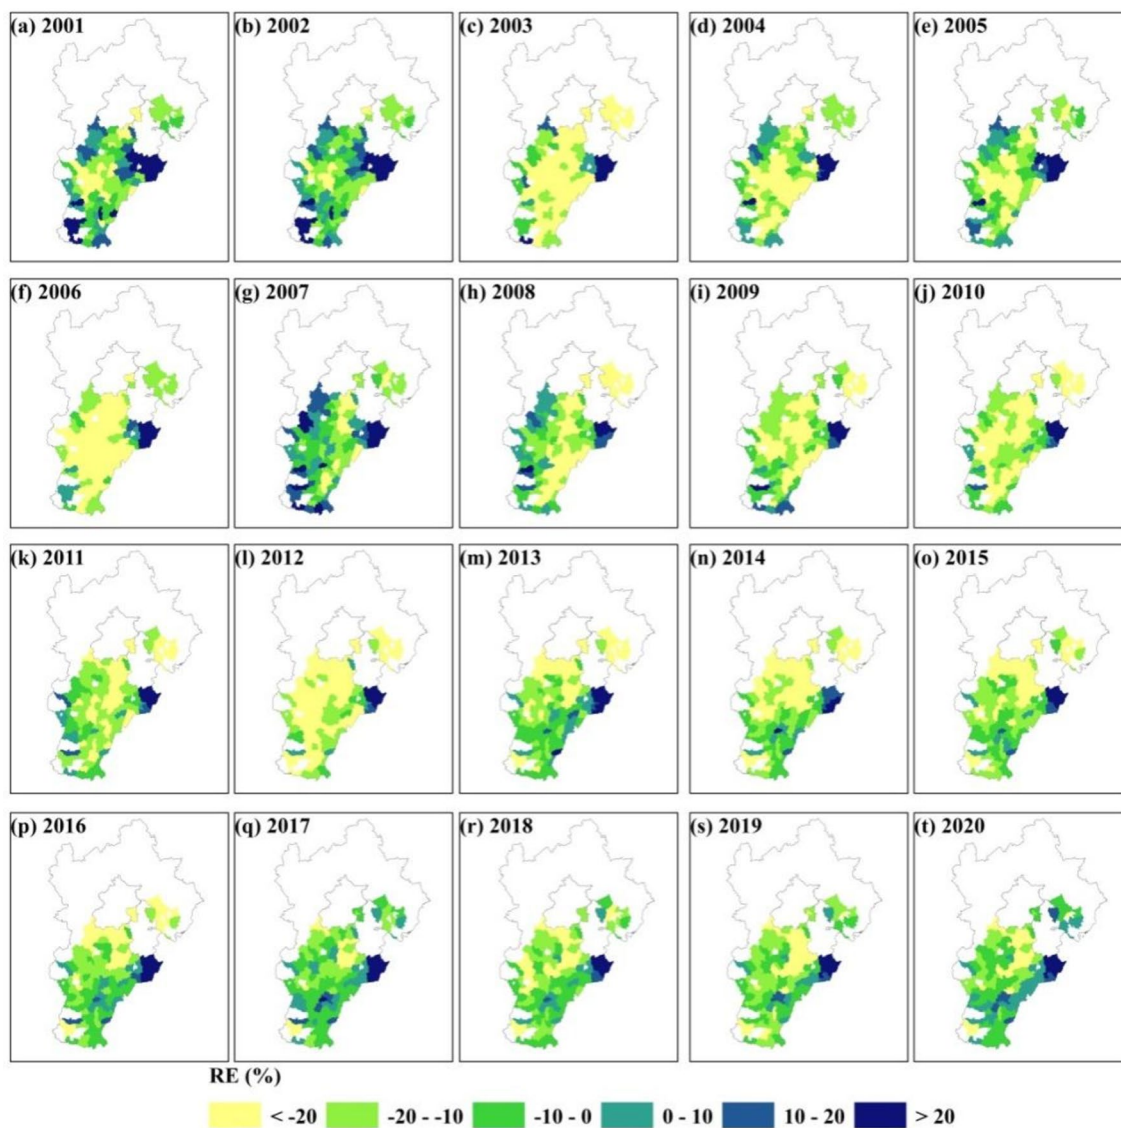 (a) 2001 (b) 2002 (c) 2003 (d) 2004 (e) 2005
(f) 2006 (g) 2007 (h) 2008 (i) 2009 (j) 2010
(k) 2011 (l) 2012 (m) 2013 (n) 2014 (o) 2015
(p) 2016 (q) 2017 (r) 2018 (s) 2019 (t) 2020
RE (%)
< -20 -20 - -10 -10 - 0 0 - 10 10 - 20 > 20